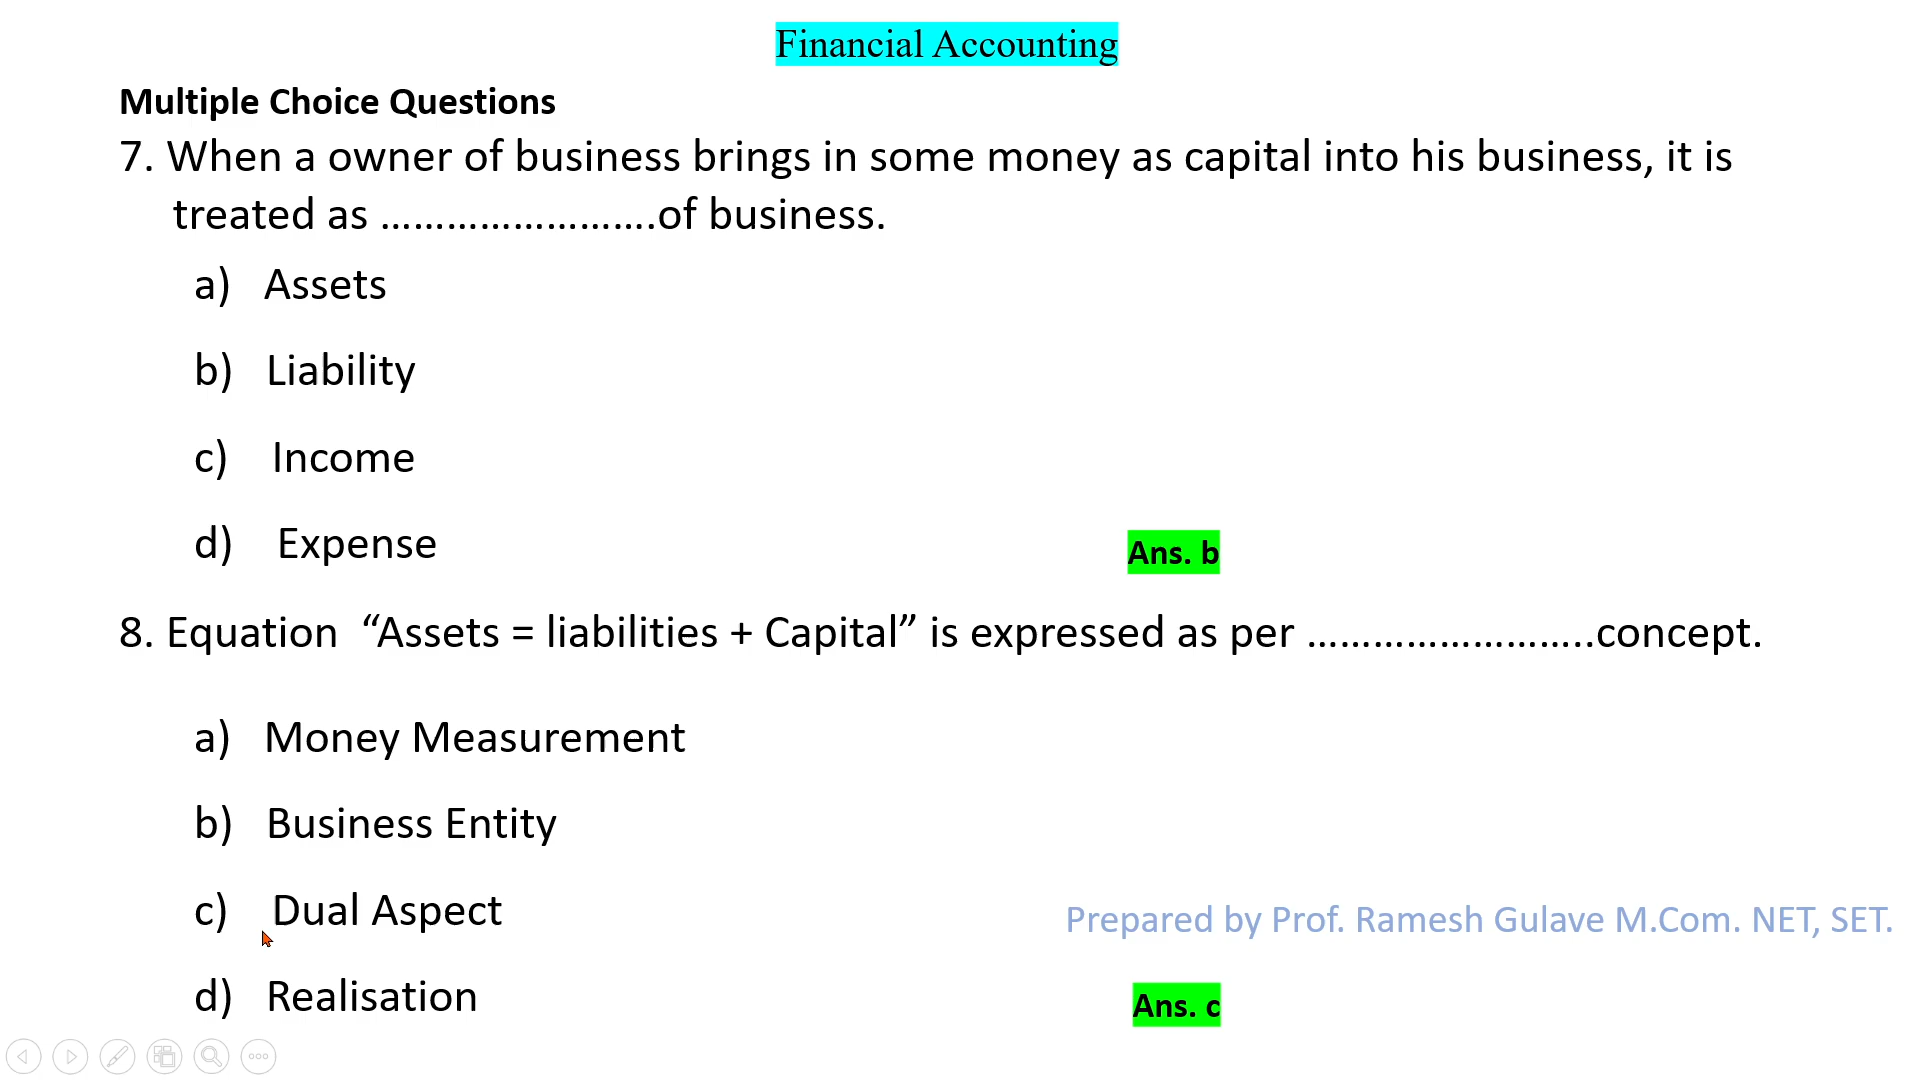 Financial Accounting
Multiple Choice Questions
7. When a owner of business brings in some money as capital into his business, it is
treated as …………………….of business.
a) Assets
b) Liability
c) Income
d) Expense
Ans. b
8. Equation “Assets = liabilities + Capital” is expressed as per ……………………..concept.
a) Money Measurement
b) Business Entity
c) Dual Aspect
Prepared by Prof. Ramesh Gulave M.Com. NET, SET.
d) Realisation
Ans. c